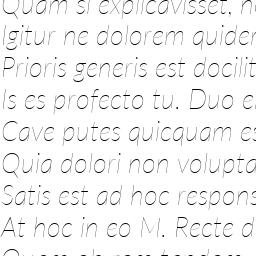 Quam si explicavisset, n
Igitur ne dolorem quider
Prioris generis est docilit
Is es profecto tu. Duo e
Cave putes quicquam es
Quia dolori non volupta
Satis est ad hoc respons
At hoc in eo M. Recte d